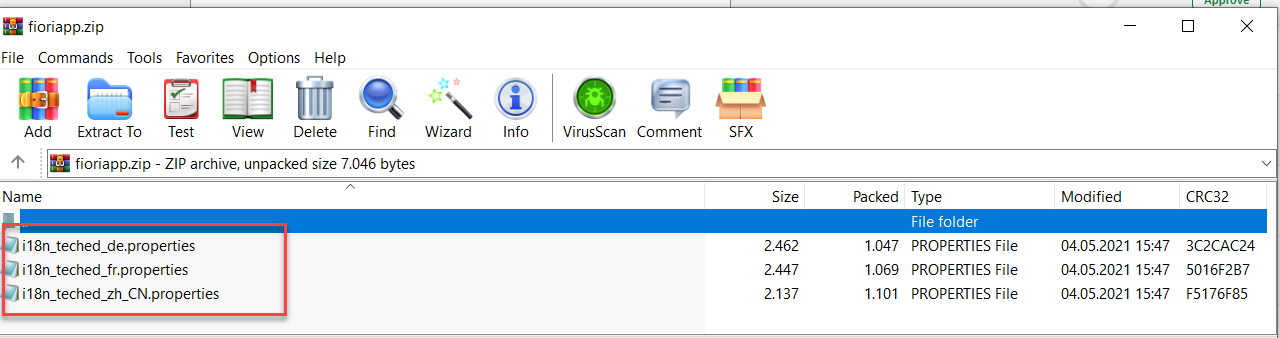 Approve
fioriapp.zip
File Commands Tools Favorites Options Help
Add Extract To Test View Delete Find Wizard Info VirusScan Comment SFX
fioriapp.zip - ZIP archive, unpacked size 7.046 bytes
Name Size Packed Type Modified CRC32
.. File folder
i18n_teched_de.properties 2.462 1.047 PROPERTIES File 04.05.2021 15:47 3C2CAC24
i18n_teched_fr.properties 2.447 1.069 PROPERTIES File 04.05.2021 15:47 5016F2B7
i18n_teched_zh_CN.properties 2.137 1.101 PROPERTIES File 04.05.2021 15:47 F5176F85